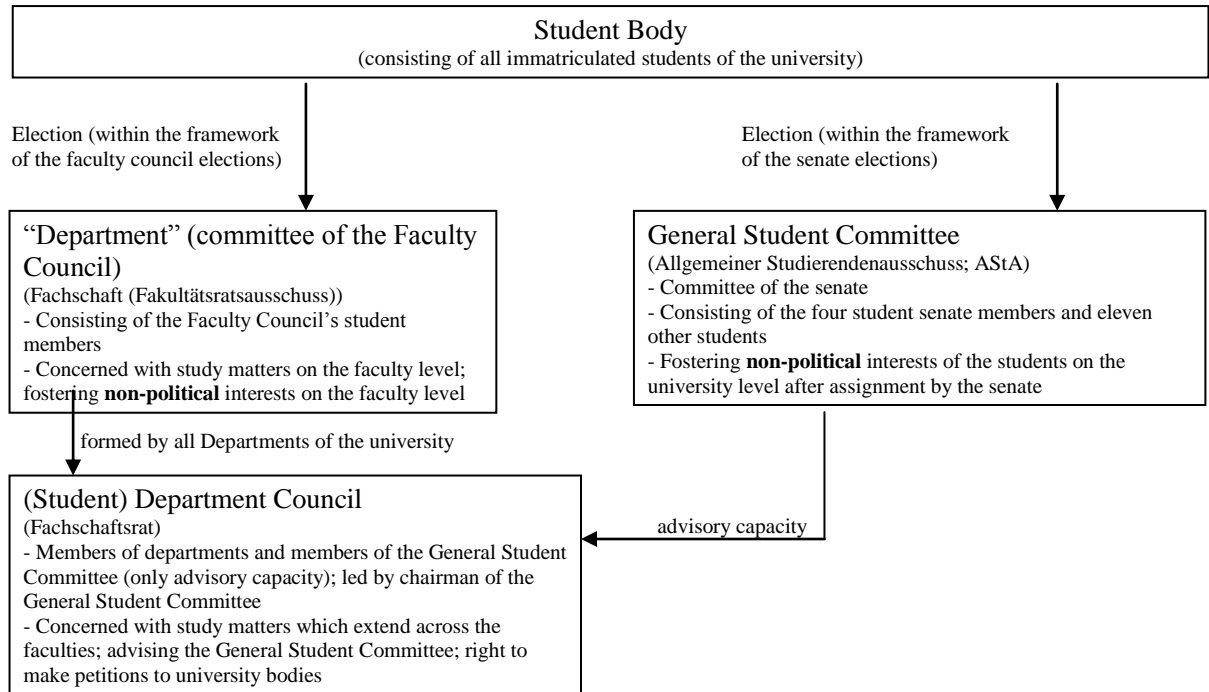 Student Body
(consisting of all immatriculated students of the university)
Election (within the framework
of the faculty council elections)
Election (within the framework
of the senate elections)
“Department” (committee of the Faculty
Council)
(Fachschaft (Fakultätsratsausschuss))
- Consisting of the Faculty Council’s student
members
- Concerned with study matters on the faculty level;
fostering non-political interests on the faculty level
General Student Committee
(Allgemeiner Studierendenausschuss; AStA)
- Committee of the senate
- Consisting of the four student senate members and eleven
other students
- Fostering non-political interests of the students on the
university level after assignment by the senate
formed by all Departments of the university
(Student) Department Council
(Fachschaftsrat)
- Members of departments and members of the General Student
Committee (only advisory capacity); led by chairman of the
General Student Committee
- Concerned with study matters which extend across the
faculties; advising the General Student Committee; right to
make petitions to university bodies
advisory capacity